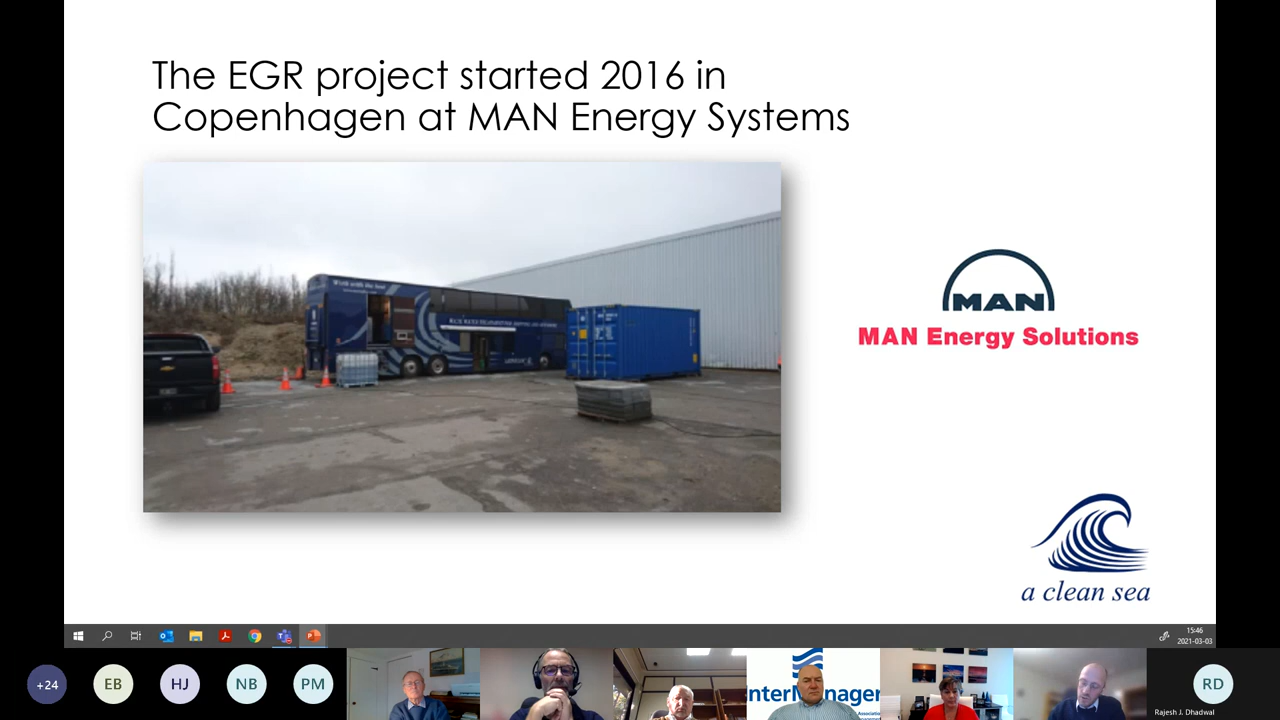 The EGR project started 2016 in
Copenhagen at MAN Energy Systems
MAN
MAN Energy Solutions
a clean sea
15:46
2021-03-03
+24
EB
HJ
NB
PM
nterManager
RD
Rajesh J. Dhadwal